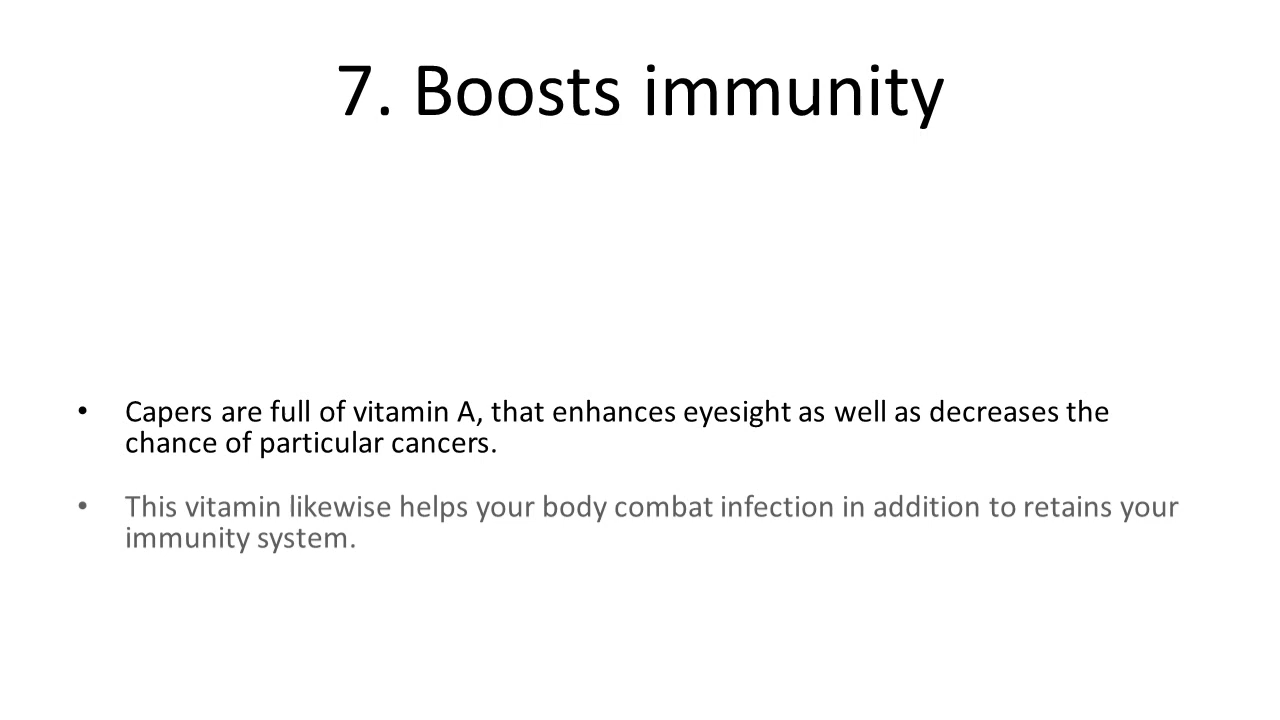 7. Boosts immunity
• Capers are full of vitamin A, that enhances eyesight as well as decreases the
chance of particular cancers.
• This vitamin likewise helps your body combat infection in addition to retains your
immunity system.